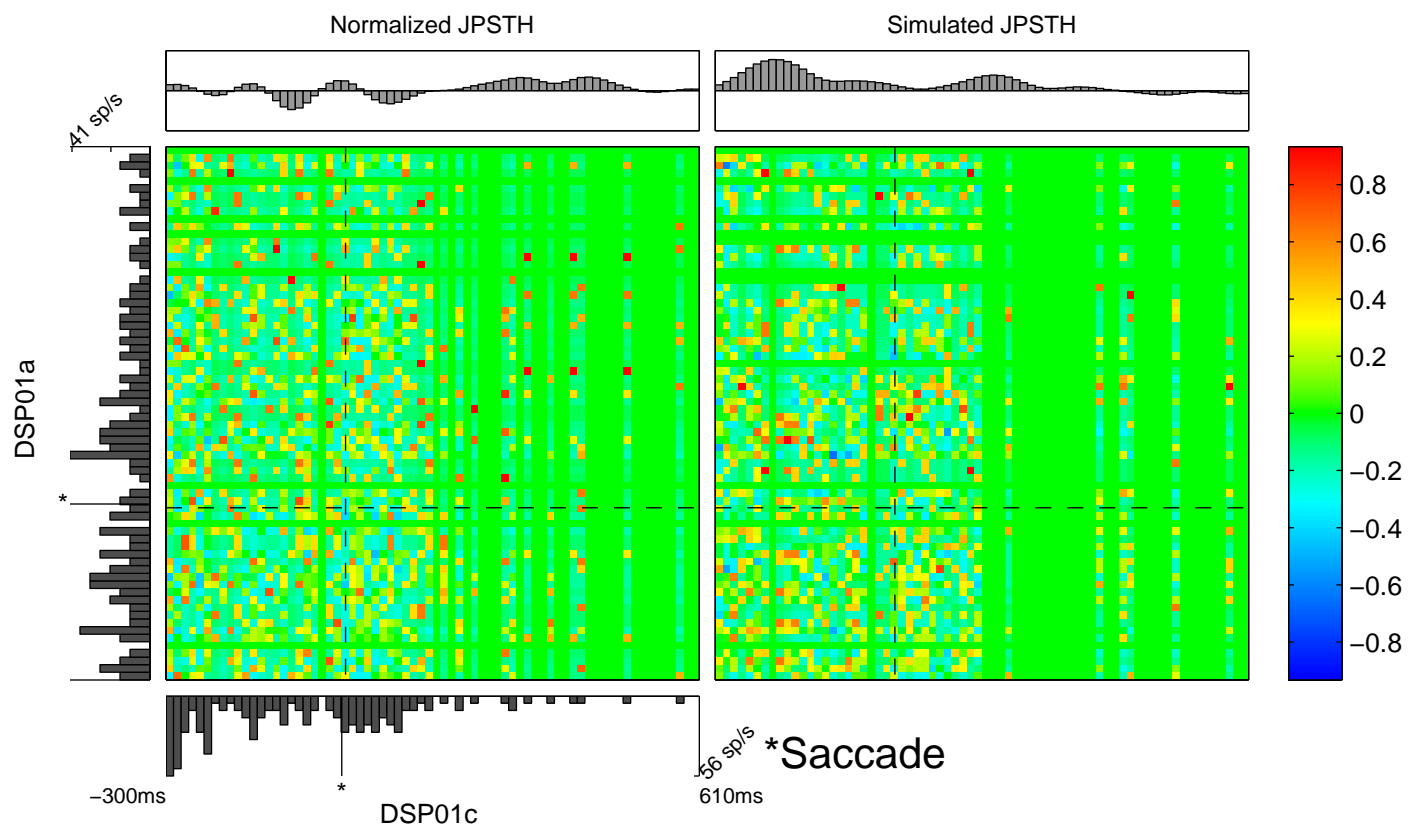 Normalized JPSTH
Simulated JPSTH
41 sp/s
DSP01a
*
0.8
0.6
0.4
0.2
0
−0.2
−0.4
−0.6
−0.8
56 sp/s
*Saccade
−300ms
*
610ms
DSP01c